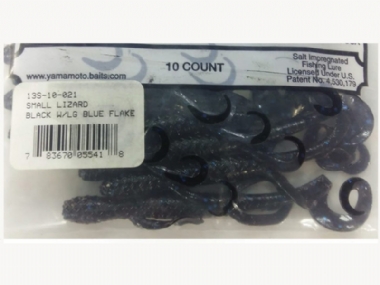 www.yamamoto.baits.com
10 COUNT
Salt Impregnated
Fishing Lure
Licensed Under U.S.
Patent No. 4,530,179
13S-10-021
SMALL LIZARD
BLACK W/LG BLUE FLAKE
7 83670 05541 8